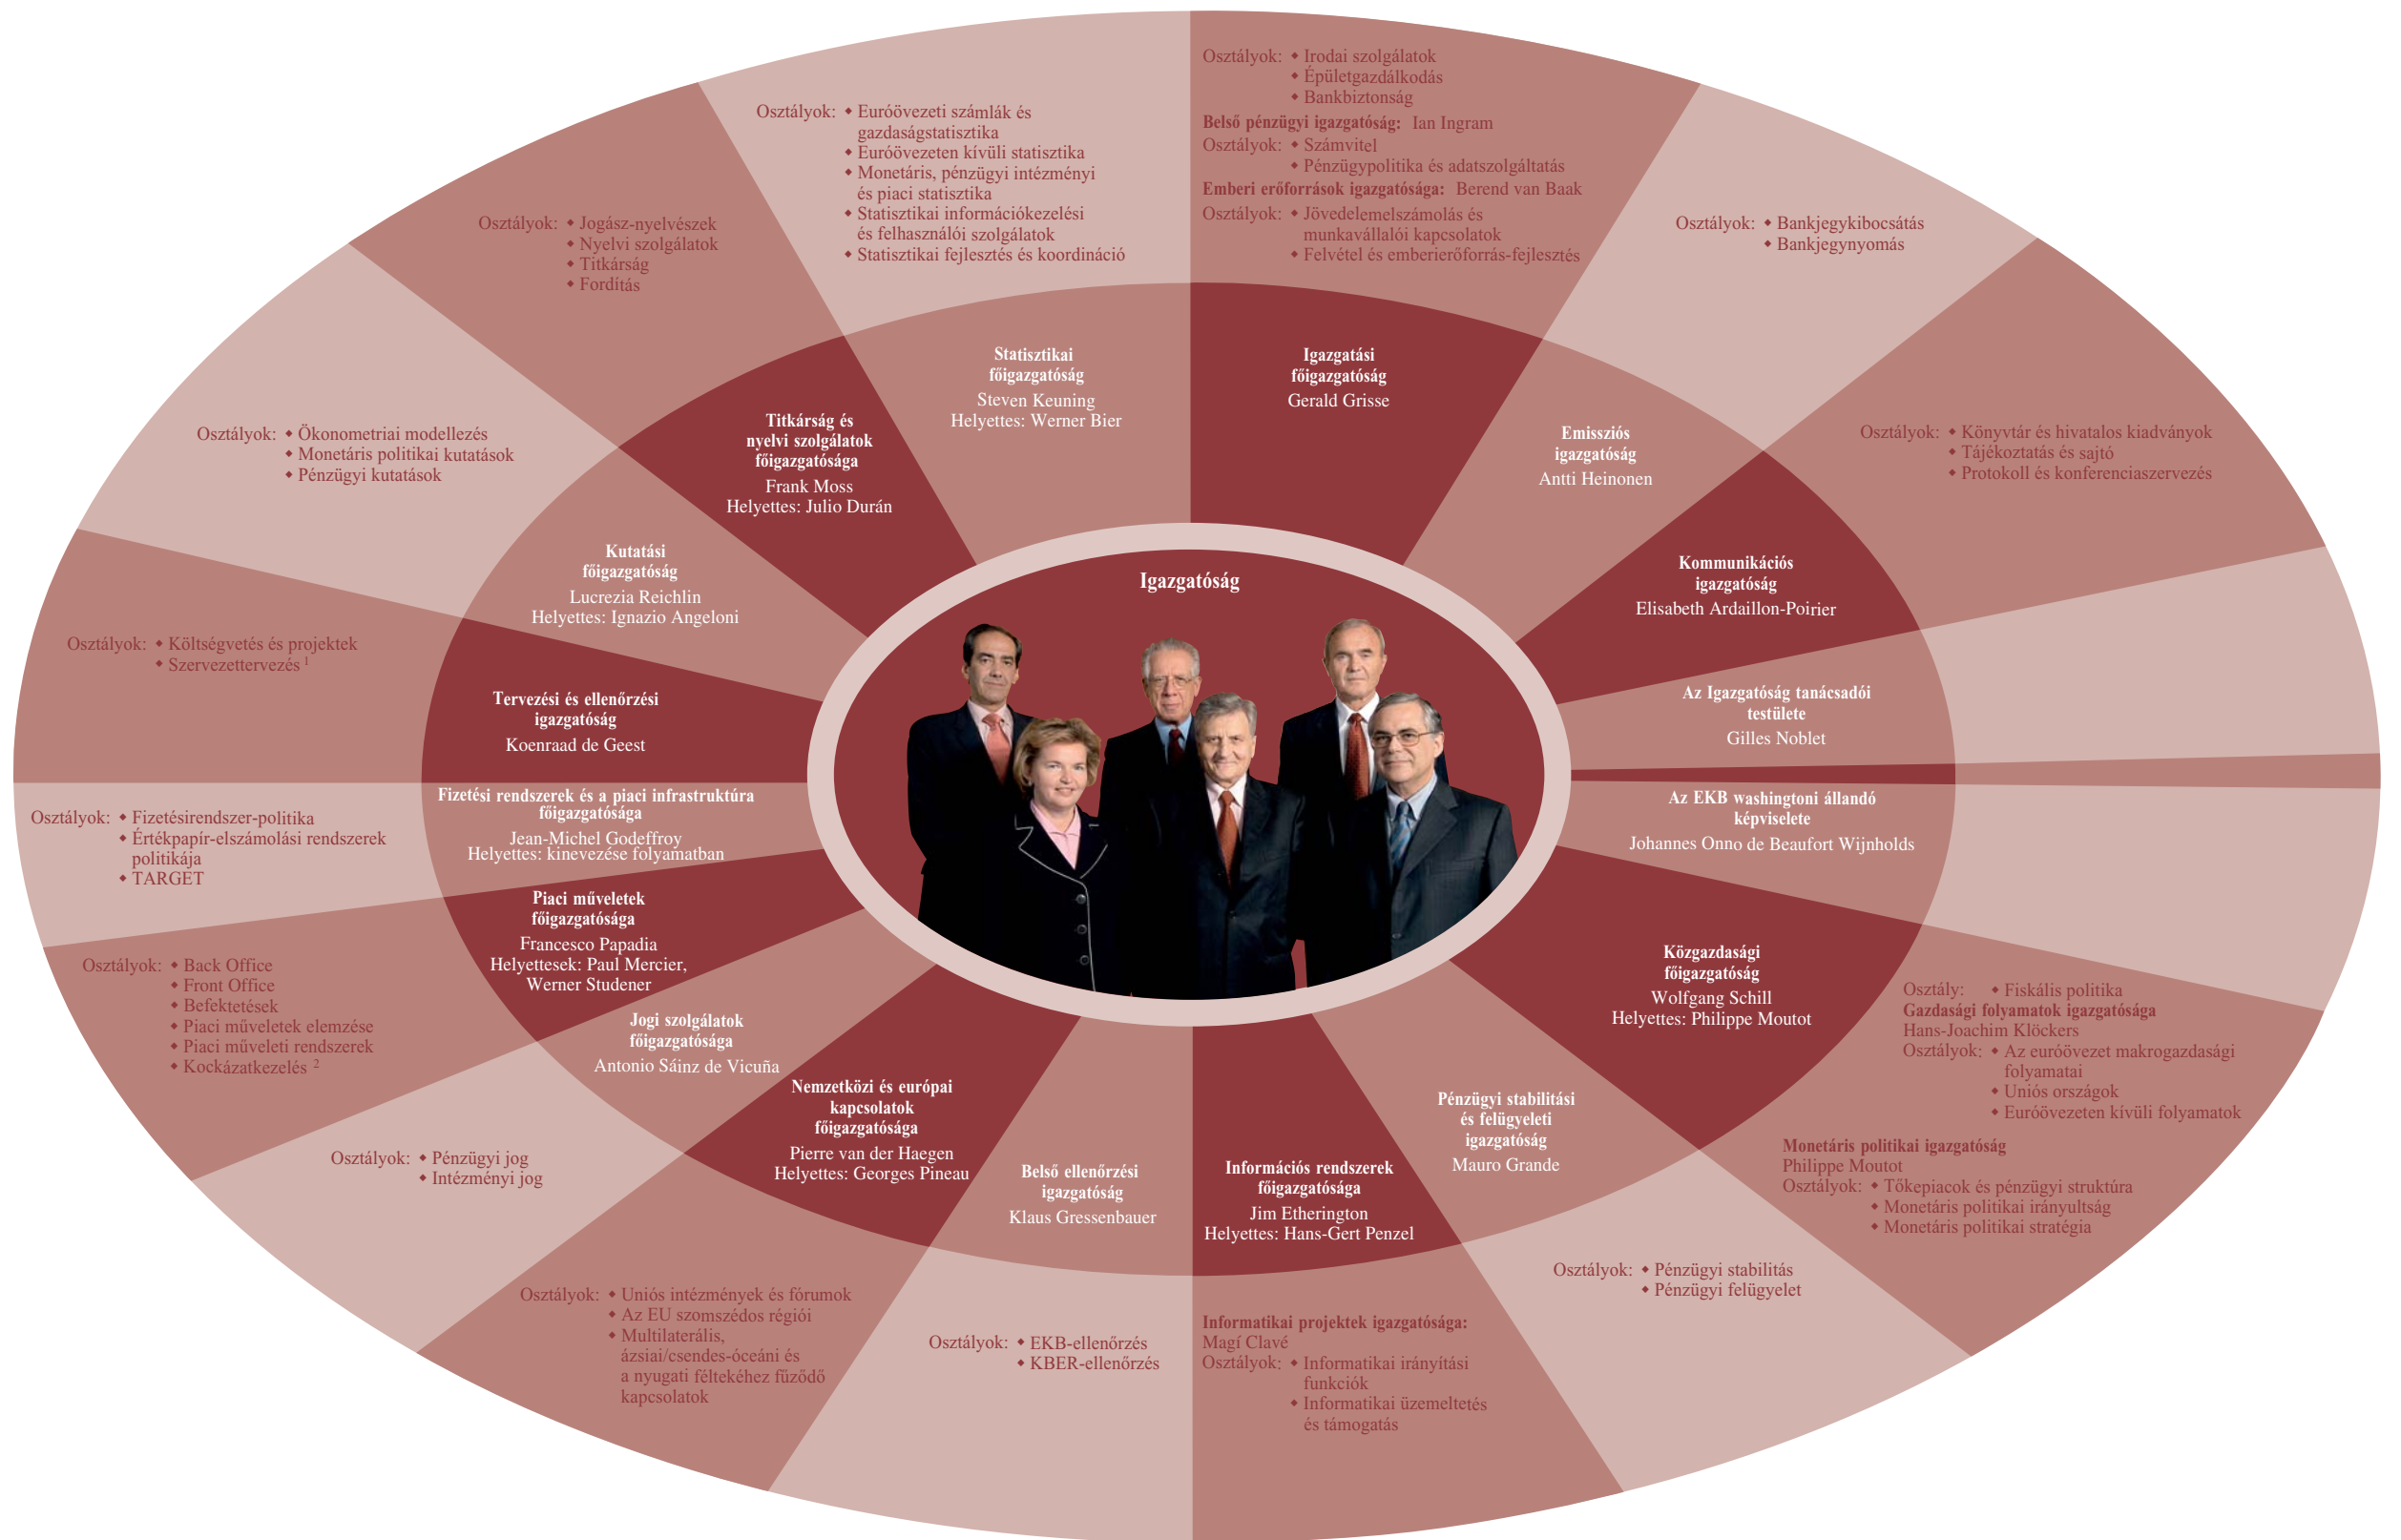 Igazgatóság
Osztályok: ◆ Irodai szolgálatok
◆ Épületgazdálkodás
◆ Bankbiztonság
Belső pénzügyi igazgatóság: Ian Ingram
Osztályok: ◆ Számvitel
◆ Pénzügypolitika és adatszolgáltatás
Emberi erőforrások igazgatósága: Berend van Baak
Osztályok: ◆ Jövedelemelszámolás és
munkavállalói kapcsolatok
◆ Felvétel és emberierőforrás-fejlesztés
Igazgatási
főigazgatóság
Gerald Grisse
Osztályok: ◆ Bankjegykibocsátás
◆ Bankjegynyomás
Emissziós
igazgatóság
Antti Heinonen
Osztályok: ◆ Könyvtár és hivatalos kiadványok
◆ Tájékoztatás és sajtó
◆ Protokoll és konferenciaszervezés
Kommunikációs
igazgatóság
Elisabeth Ardaillon-Poirier
Az Igazgatóság tanácsadói
testülete
Gilles Noblet
Az EKB washingtoni állandó
képviselete
Johannes Onno de Beaufort Wijnholds
Közgazdasági
főigazgatóság
Wolfgang Schill
Helyettes: Philippe Moutot
Osztály: ◆ Fiskális politika
Gazdasági folyamatok igazgatósága
Hans-Joachim Klöckers
Osztályok: ◆ Az euróövezet makrogazdasági
folyamatai
◆ Uniós országok
◆ Euróövezeten kívüli folyamatok
Monetáris politikai igazgatóság
Philippe Moutot
Osztályok: ◆ Tőkepiacok és pénzügyi struktúra
◆ Monetáris politikai irányultság
◆ Monetáris politikai stratégia
Pénzügyi stabilitási
és felügyeleti
igazgatóság
Mauro Grande
Osztályok: ◆ Pénzügyi stabilitás
◆ Pénzügyi felügyelet
Információs rendszerek
főigazgatósága
Jim Etherington
Helyettes: Hans-Gert Penzel
Informatikai projektek igazgatósága:
Magí Clavé
Osztályok: ◆ Informatikai irányítási
funkciók
◆ Informatikai üzemeltetés
és támogatás
Belső ellenőrzési
igazgatóság
Klaus Gressenbauer
Osztályok: ◆ EKB-ellenőrzés
◆ KBER-ellenőrzés
Nemzetközi és európai
kapcsolatok
főigazgatósága
Pierre van der Haegen
Helyettes: Georges Pineau
Osztályok: ◆ Uniós intézmények és fórumok
◆ Az EU szomszédos régiói
◆ Multilaterális,
ázsiai/csendes-óceáni és
a nyugati féltekéhez fűződő
kapcsolatok
Jogi szolgálatok
főigazgatósága
Antonio Sáinz de Vicuña
Osztályok: ◆ Pénzügyi jog
◆ Intézményi jog
Piaci műveletek
főigazgatósága
Francesco Papadia
Helyettesek: Paul Mercier,
Werner Studener
Osztályok: ◆ Back Office
◆ Front Office
◆ Befektetések
◆ Piaci műveletek elemzése
◆ Piaci műveleti rendszerek
◆ Kockázatkezelés ²
Fizetési rendszerek és a piaci infrastruktúra
főigazgatósága
Jean-Michel Godeffroy
Helyettes: kinevezése folyamatban
Osztályok: ◆ Fizetésirendszer-politika
◆ Értékpapír-elszámolási rendszerek
politikája
◆ TARGET
Tervezési és ellenőrzési
igazgatóság
Koenraad de Geest
Osztályok: ◆ Költségvetés és projektek
◆ Szervezettervezés ¹
Kutatási
főigazgatóság
Lucrezia Reichlin
Helyettes: Ignazio Angeloni
Osztályok: ◆ Ökonometriai modellezés
◆ Monetáris politikai kutatások
◆ Pénzügyi kutatások
Titkárság és
nyelvi szolgálatok
főigazgatósága
Frank Moss
Helyettes: Julio Durán
Osztályok: ◆ Jogász-nyelvészek
◆ Nyelvi szolgálatok
◆ Titkárság
◆ Fordítás
Statisztikai
főigazgatóság
Steven Keuning
Helyettes: Werner Bier
Osztályok: ◆ Euróövezeti számlák és
gazdaságstatisztika
◆ Euróövezeten kívüli statisztika
◆ Monetáris, pénzügyi intézményi
és piaci statisztika
◆ Statisztikai információkezelési
és felhasználói szolgálatok
◆ Statisztikai fejlesztés és koordináció